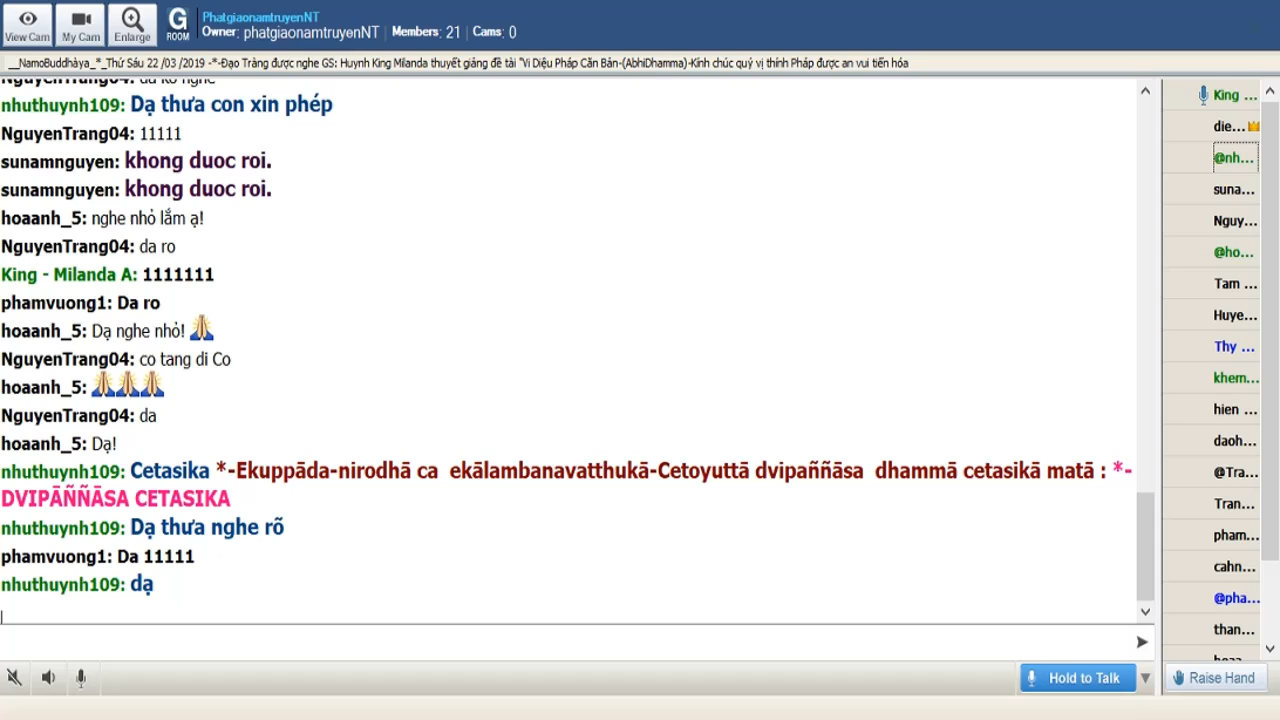 View Cam
My Cam
Enlarge
G
ROOM
PhatgiaonamtruyenNT
Owner: phatgiaonamtruyenNT | Members: 21 | Cams: 0
__NamoBuddhàya_*_Thứ Sáu 22 /03 /2019 -*-Đạo Tràng được nghe GS: Huynh King Milanda thuyết giảng đề tài "Vi Diệu Pháp Căn Bản-(AbhiDhamma)-Kính chúc quý vị thính Pháp được an vui tiến hóa
NguyenTrang04: da ko nghe
nhuthuynh109: Dạ thưa con xin phép
NguyenTrang04: 11111
sunamnguyen: khong duoc roi.
sunamnguyen: khong duoc roi.
hoaanh_5: nghe nhỏ lắm ạ!
NguyenTrang04: da ro
King - Milanda A: 1111111
phamvuong1: Da ro
hoaanh_5: Dạ nghe nhỏ!
NguyenTrang04: co tang di Co
hoaanh_5:
NguyenTrang04: da
hoaanh_5: Dạ!
nhuthuynh109: Cetasika *-Ekuppāda-nirodhā ca ekālambanavatthukā-Cetoyuttā dvipaññāsa dhammā cetasikā matā : *-
DVIPĀÑÑĀSA CETASIKA
nhuthuynh109: Dạ thưa nghe rõ
phamvuong1: Da 11111
nhuthuynh109: dạ
King ...
die...
@nh...
suna...
Nguy...
@ho...
Tam ...
Huye...
Thy ...
khem...
hien ...
daoh...
@Tra...
Tran...
pham...
cahn...
@pha...
than...
Hold to Talk
Raise Hand